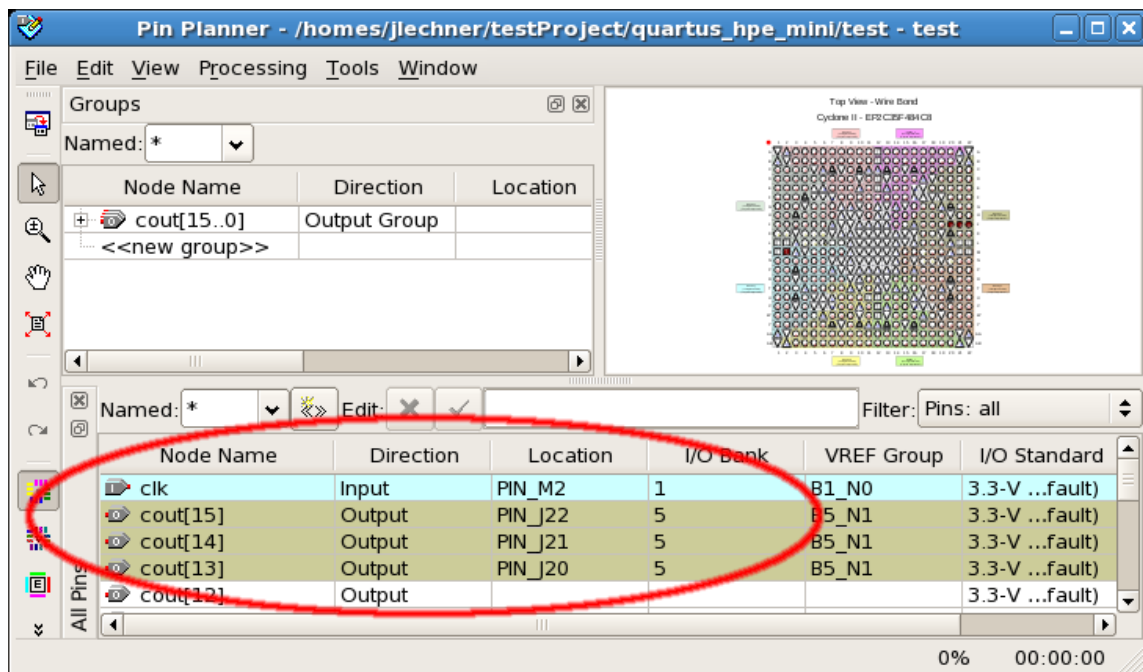 Pin Planner - /homes/jlechner/testProject/quartus_hpe_mini/test - test
File Edit View Processing Tools Window
Groups
Named: *
Node Name Direction Location
cout[15..0] Output Group
<<new group>>
Top View - Wire Bond
Cyclone II - EP2C35F484C8
Named: * «» Edit: Filter: Pins: all
Node Name Direction Location I/O Bank VREF Group I/O Standard
clk Input PIN_M2 1 B1_N0 3.3-V ...fault)
cout[15] Output PIN_J22 5 B5_N1 3.3-V ...fault)
cout[14] Output PIN_J21 5 B5_N1 3.3-V ...fault)
cout[13] Output PIN_J20 5 B5_N1 3.3-V ...fault)
cout[12] Output 3.3-V ...fault)
All Pins
0% 00:00:00